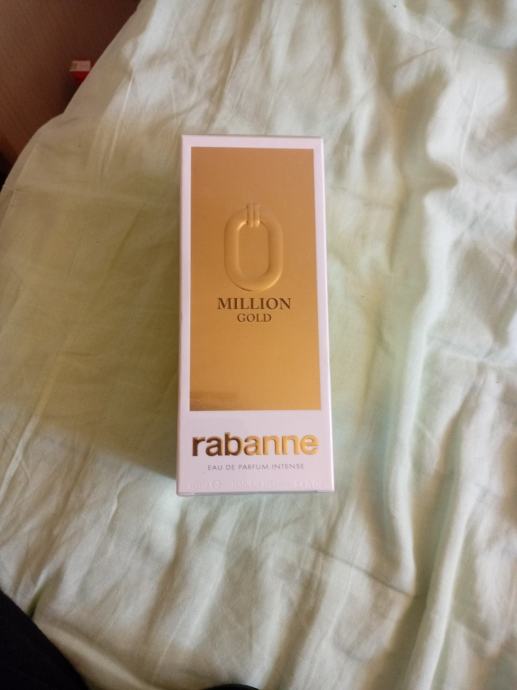 MILLION
GOLD
rabanne
EAU DE PARFUM INTENSE